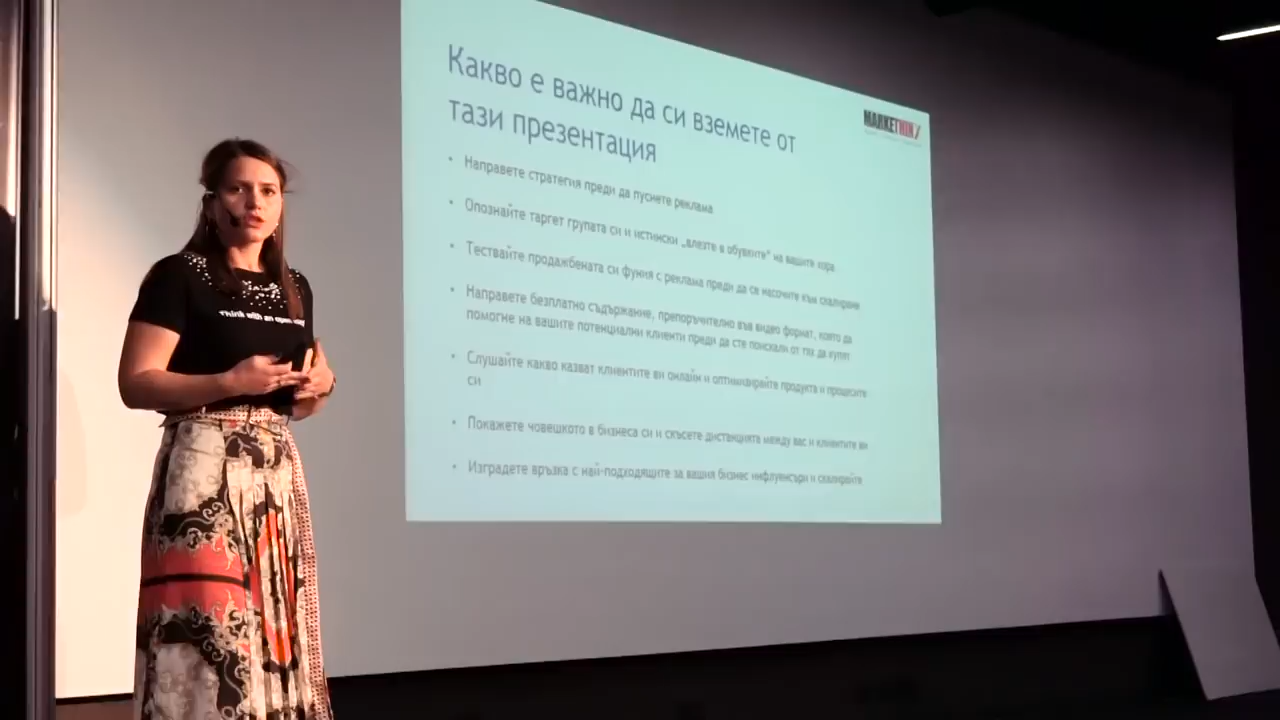 Какво е важно да си вземете от
тази презентация
MARKETHINK
• Направете стратегия преди да пуснете реклама
• Опознайте таргет групата си и истински „влезте в обувките“ на вашите хора
• Тествайте продажбената си фуния с реклама преди да се насочите към скалиране
• Направете безплатно съдържание, препоръчително във видео формат, което да
помогне на вашите потенциални клиенти преди да сте поискали от тях да купят
• Слушайте какво казват клиентите ви онлайн и оптимизирайте продукта и процесите
си
• Покажете човешкото в бизнеса си и скъсете дистанцията между вас и клиентите ви
• Изградете връзка с най-подходящите за вашия бизнес инфлуенсъри и скалирайте
Think with an open